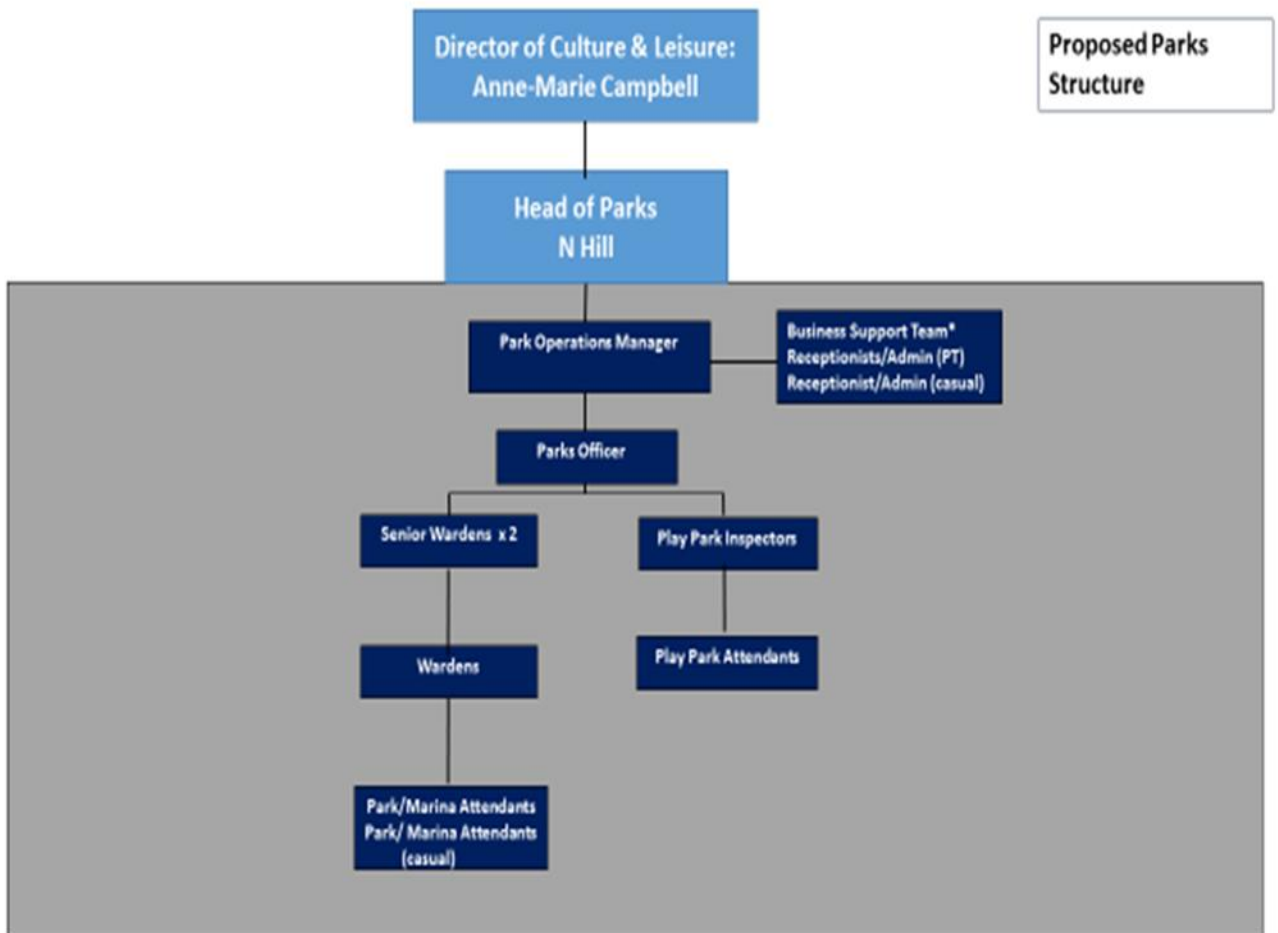 Director of Culture & Leisure:
Anne-Marie Campbell
Proposed Parks
Structure
Head of Parks
N Hill
Park Operations Manager
Business Support Team*
Receptionists/Admin (PT)
Receptionist/Admin (casual)
Parks Officer
Senior Wardens x 2
Play Park Inspectors
Wardens
Play Park Attendants
Park/Marina Attendants
Park/ Marina Attendants
(casual)